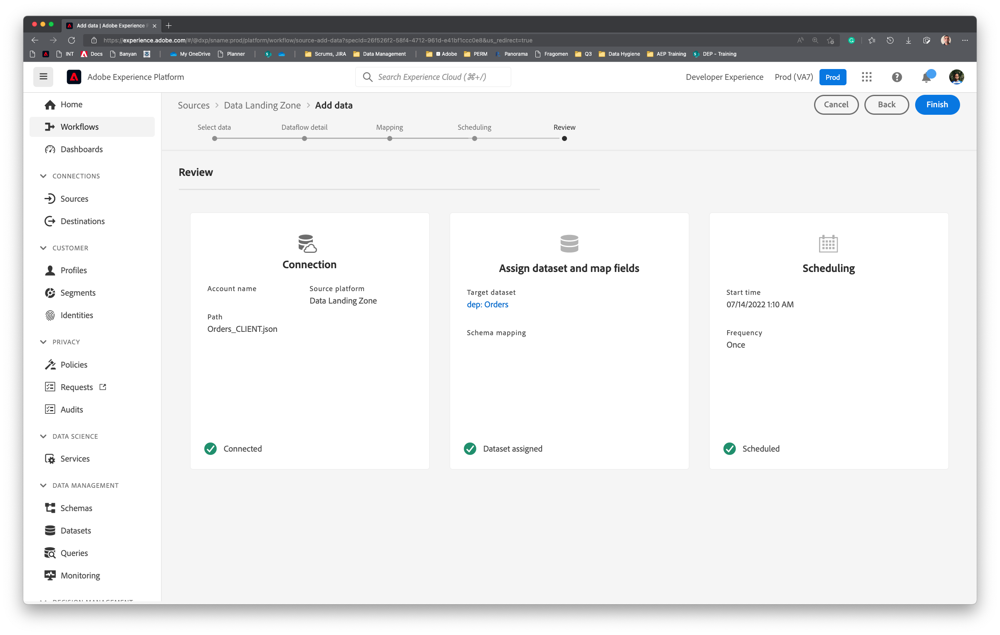 Add data | Adobe Experience P
https://experience.adobe.com/#/@dxp/sname:prod/platform/workflow/source-add-data?specId=26f526f2-58f4-4712-961d-e41bf1ccc0e8&us_redirect=true
INT Docs Banyan My OneDrive Planner Scrums, JIRA Data Management Adobe PERM Panorama Fragomen Q3 Data Hygiene AEP Training DEP - Training
Adobe Experience Platform
Search Experience Cloud (⌘+/)
Developer Experience Prod (VA7) Prod
Home
Workflows
Dashboards
CONNECTIONS
Sources
Destinations
CUSTOMER
Profiles
Segments
Identities
PRIVACY
Policies
Requests
Audits
DATA SCIENCE
Services
DATA MANAGEMENT
Schemas
Datasets
Queries
Monitoring
DECISION MANAGEMENT
Sources > Data Landing Zone > Add data
Cancel Back Finish
Select data Dataflow detail Mapping Scheduling Review
Review
Connection
Account name
Source platform
Data Landing Zone
Path
Orders_CLIENT.json
Connected
Assign dataset and map fields
Target dataset
dep: Orders
Schema mapping
Dataset assigned
Scheduling
Start time
07/14/2022 1:10 AM
Frequency
Once
Scheduled